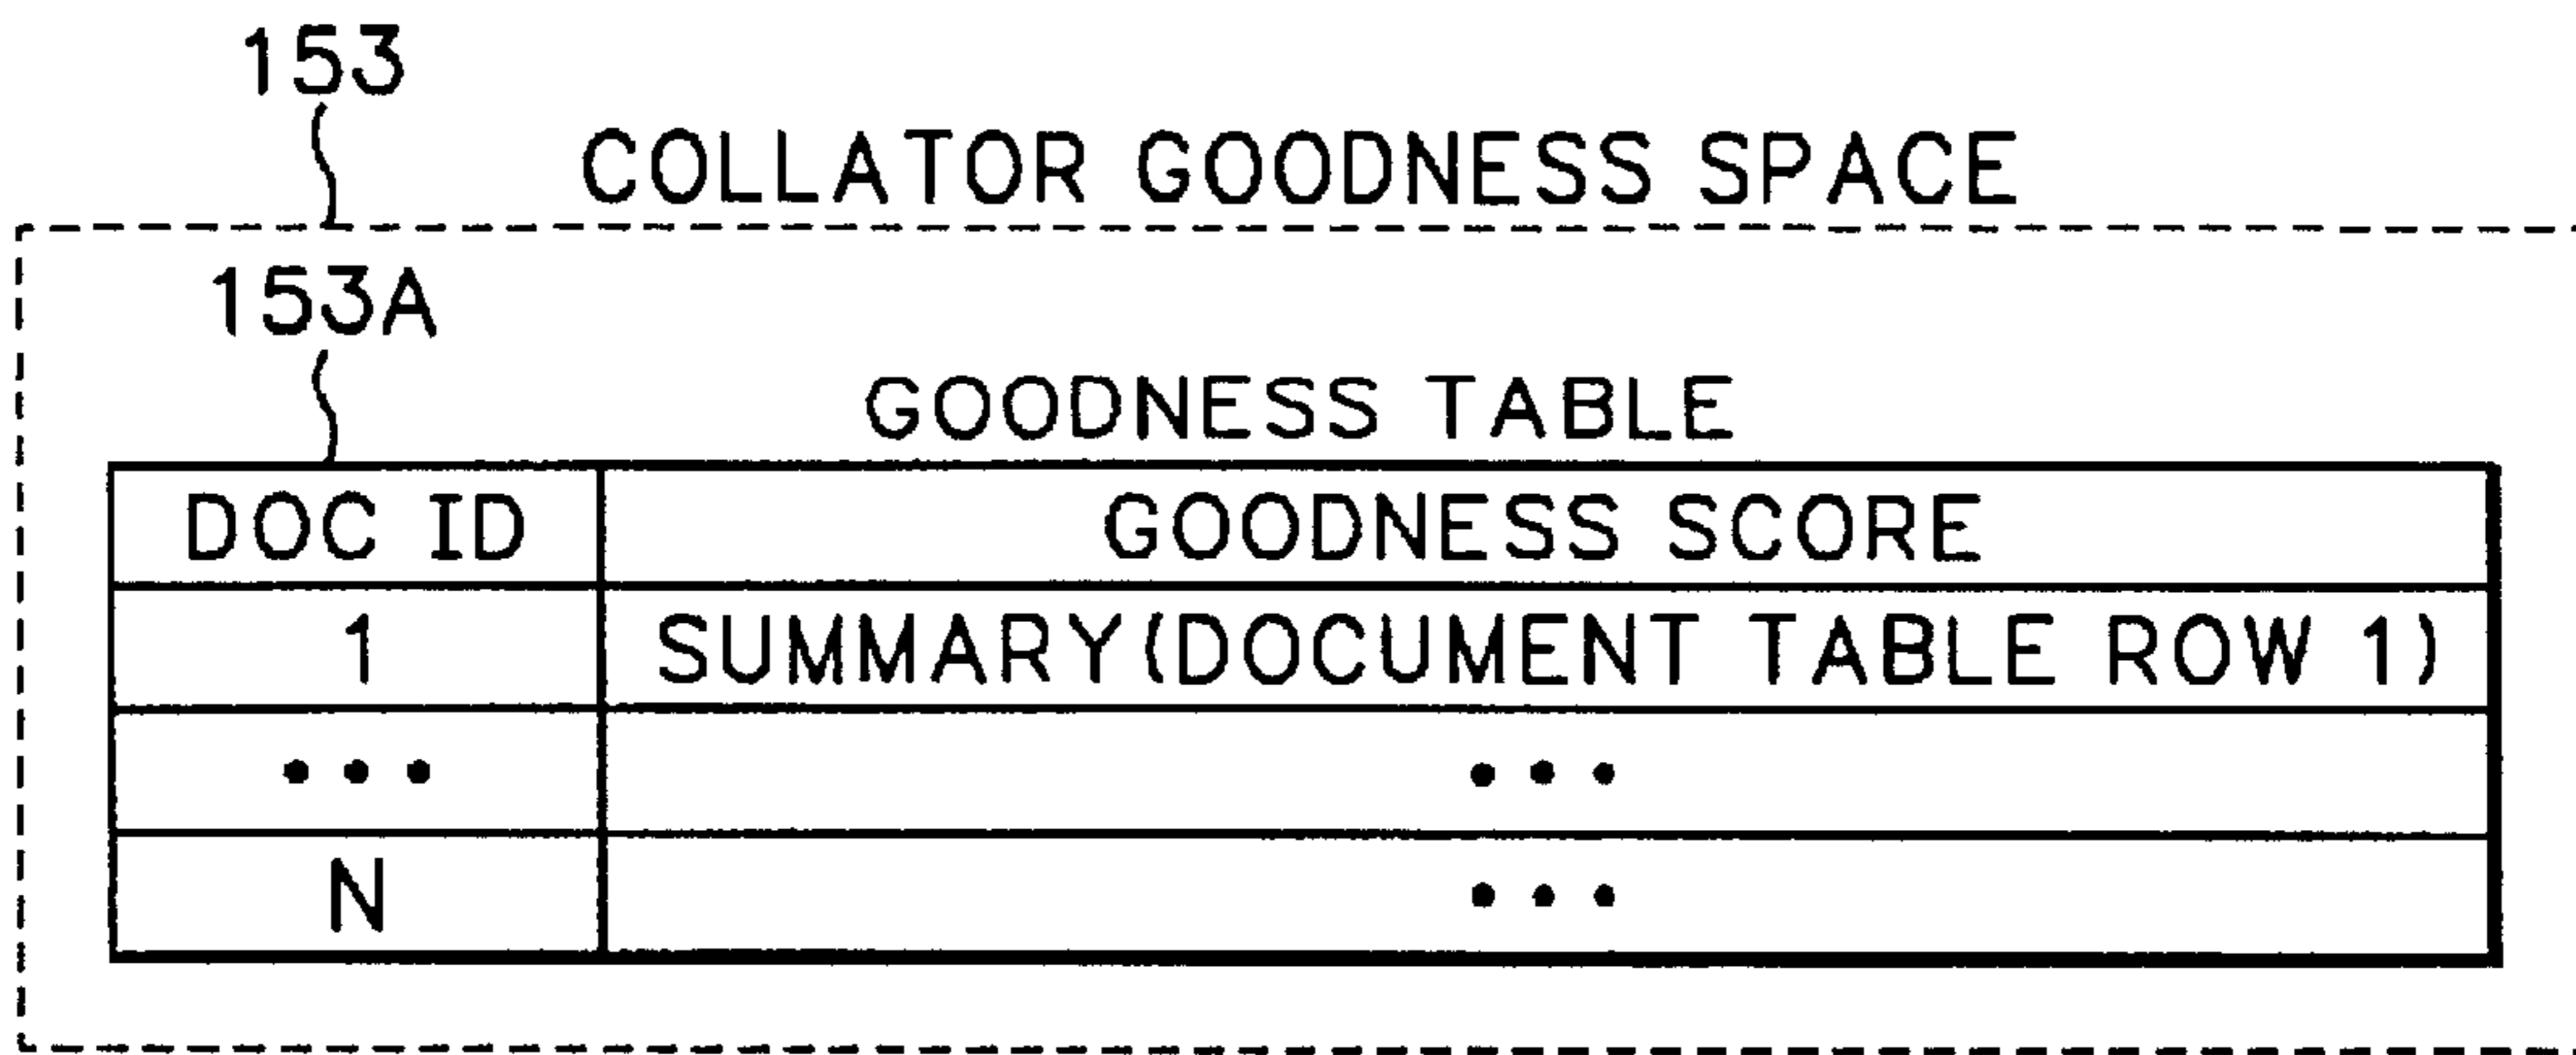 153
COLLATOR GOODNESS SPACE
153A
GOODNESS TABLE
DOC ID GOODNESS SCORE
1 SUMMARY(DOCUMENT TABLE ROW 1)
••• •••
N •••